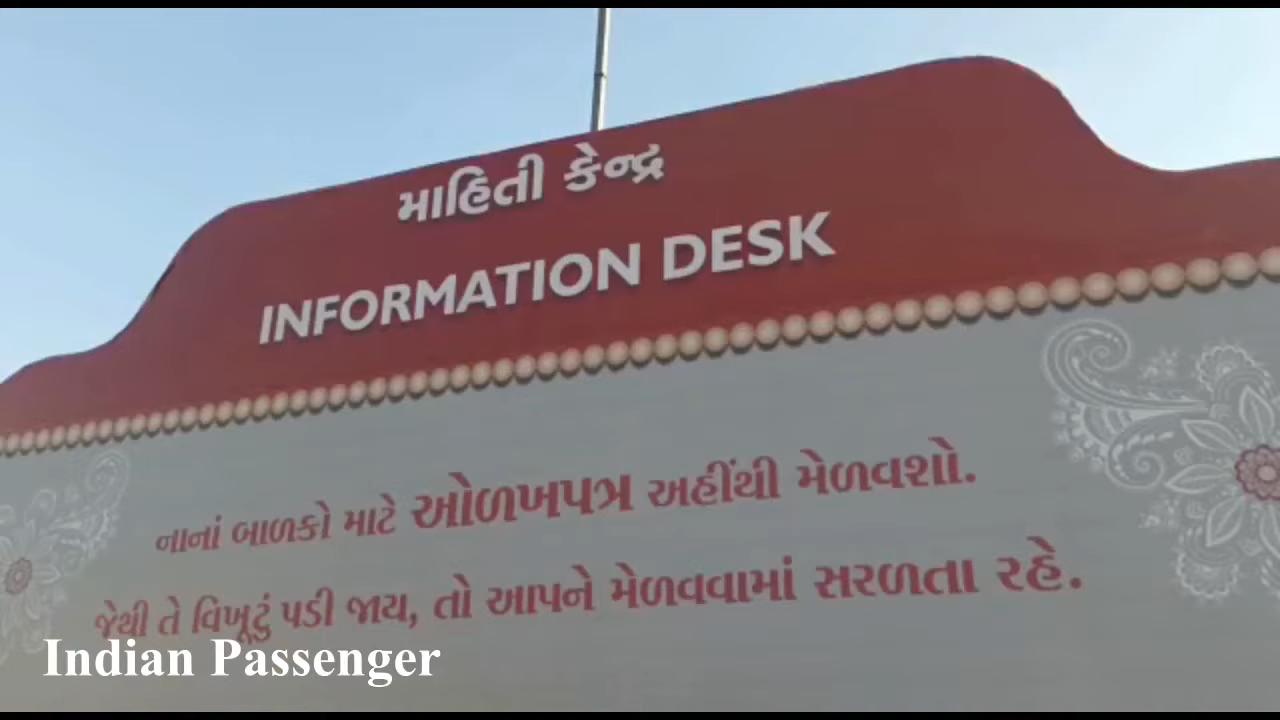 માહિતી કેન્દ્ર
INFORMATION DESK
નાનાં બાળકો માટે ઓળખપત્ર અહીંથી મેળવશો.
જેથી તે વિખૂટું પડી જાય, તો આપને મેળવવામાં સરળતા રહે.
Indian Passenger